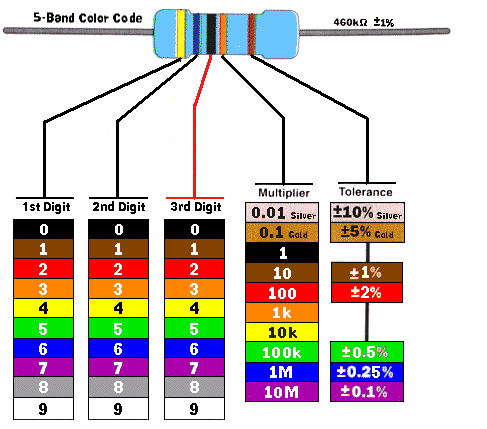 5-Band Color Code
460kΩ ±1%
1st Digit 2nd Digit 3rd Digit Multiplier Tolerance
0.01 Silver ±10% Silver
0 0 0 0.1 Gold ±5% Gold
1 1 1 1
2 2 2 10 ±1%
3 3 3 100 ±2%
4 4 4 1k
5 5 5 10k
6 6 6 100k ±0.5%
7 7 7 1M ±0.25%
8 8 8 10M ±0.1%
9 9 9